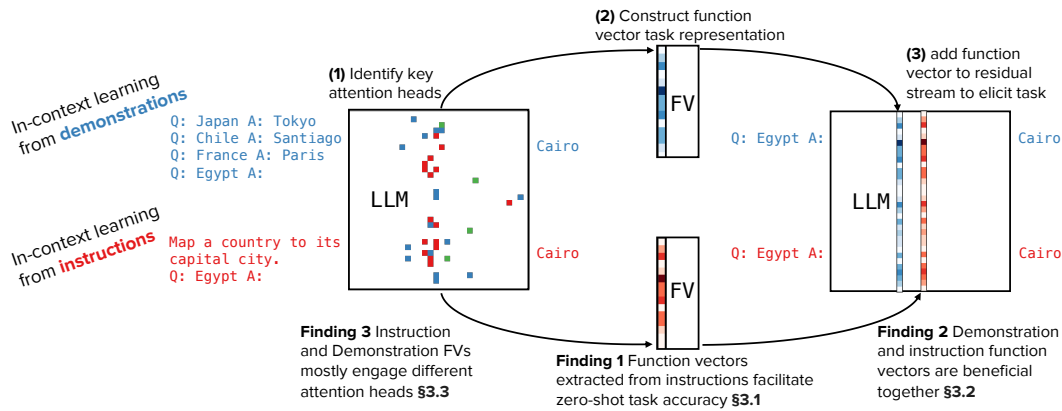 In-context learning
from demonstrations
Q: Japan A: Tokyo
Q: Chile A: Santiago
Q: France A: Paris
Q: Egypt A:
In-context learning
from instructions
Map a country to its
capital city.
Q: Egypt A:
(1) Identify key
attention heads
LLM
Cairo
Cairo
(2) Construct function
vector task representation
FV
FV
(3) add function
vector to residual
stream to elicit task
Q: Egypt A:
Q: Egypt A:
LLM
Cairo
Cairo
Finding 3 Instruction
and Demonstration FVs
mostly engage different
attention heads §3.3
Finding 1 Function vectors
extracted from instructions facilitate
zero-shot task accuracy §3.1
Finding 2 Demonstration
and instruction function
vectors are beneficial
together §3.2